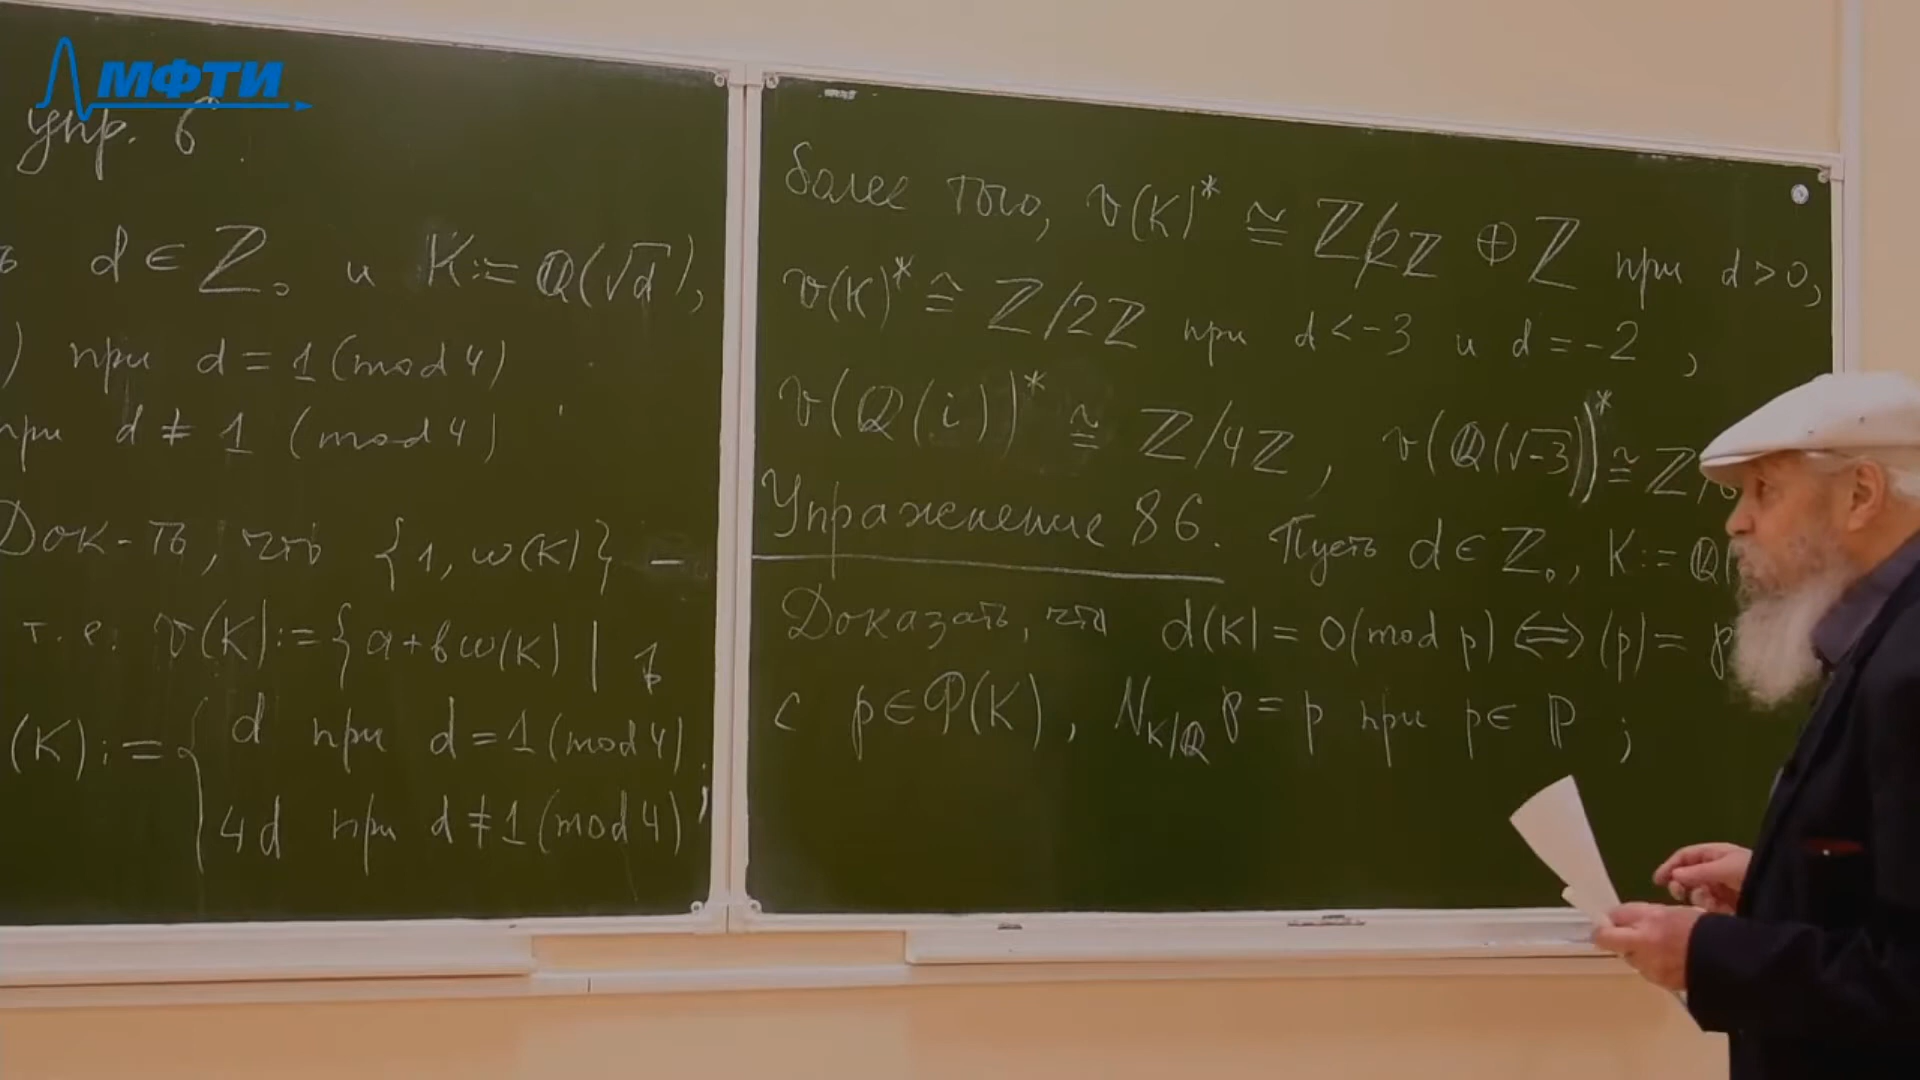 МФТИ
упр. 6
d ∈ ℤ₀ и K := ℚ(√d),
) при d = 1 (mod 4)
при d ≠ 1 (mod 4)
Док-ть, что {1, ω(K)} –
т.е. v(K) := {a + bω(K) |
(K) := { d при d = 1 (mod 4)
4d при d ≠ 1 (mod 4)
более того, v(K)* ≅ ℤ/2ℤ ⊕ ℤ при d > 0,
v(K)* ≅ ℤ/2ℤ при d < -3 и d = -2,
v(ℚ(i))* ≅ ℤ/4ℤ, v(ℚ(√-3))* ≅ ℤ/
Упражнение 86. Пусть d ∈ ℤ₀, K := ℚ(
Доказать, что d(K) = 0 (mod p) ⇔ (p) =
с p ∈ P(K), N_{K/ℚ} p = p при p ∈ ℙ;